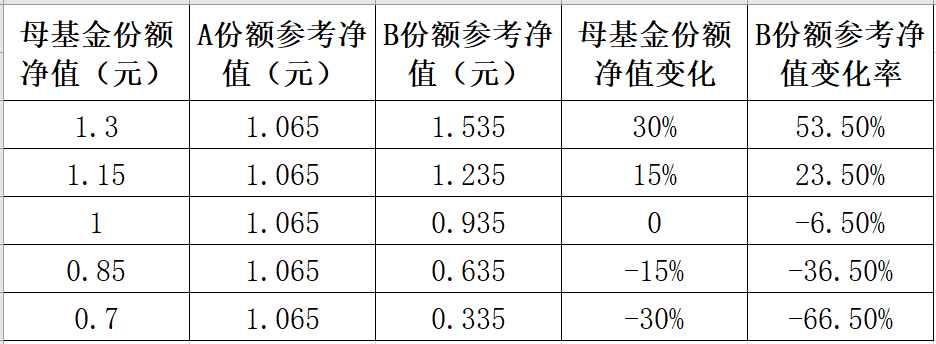 母基金份额 A份额参考净 B份额参考净 母基金份额 B份额参考净
净值（元） 值（元） 值（元） 净值变化 值变化率
1.3 1.065 1.535 30% 53.50%
1.15 1.065 1.235 15% 23.50%
1 1.065 0.935 0 -6.50%
0.85 1.065 0.635 -15% -36.50%
0.7 1.065 0.335 -30% -66.50%